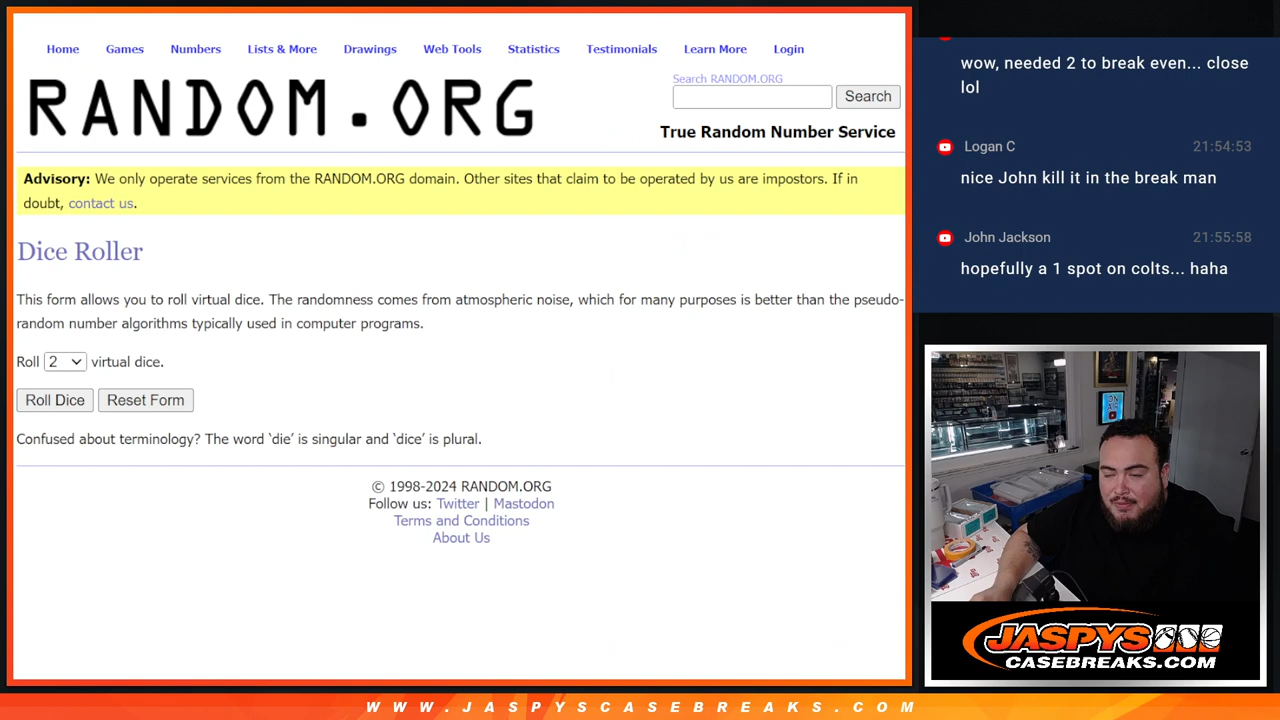 Home Games Numbers Lists & More Drawings Web Tools Statistics Testimonials Learn More Login
RANDOM.ORG
Search RANDOM.ORG
Search
True Random Number Service
Advisory: We only operate services from the RANDOM.ORG domain. Other sites that claim to be operated by us are impostors. If in
doubt, contact us.
Dice Roller
This form allows you to roll virtual dice. The randomness comes from atmospheric noise, which for many purposes is better than the pseudo-
random number algorithms typically used in computer programs.
Roll 2 virtual dice.
Roll Dice Reset Form
Confused about terminology? The word ‘die’ is singular and ‘dice’ is plural.
© 1998-2024 RANDOM.ORG
Follow us: Twitter | Mastodon
Terms and Conditions
About Us
wow, needed 2 to break even... close
lol
Logan C 21:54:53
nice John kill it in the break man
John Jackson 21:55:58
hopefully a 1 spot on colts... haha
ON
JASPYS
CASEBREAKS.COM
WWW.JASPYSCASEBREAKS.COM